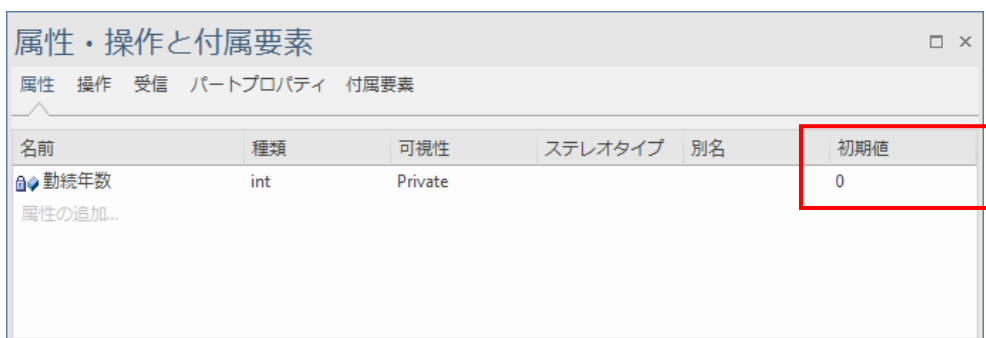 属性・操作と付属要素
属性 操作 受信 パートプロパティ 付属要素
名前 種類 可視性 ステレオタイプ 別名 初期値
勤続年数 int Private 0
属性の追加...